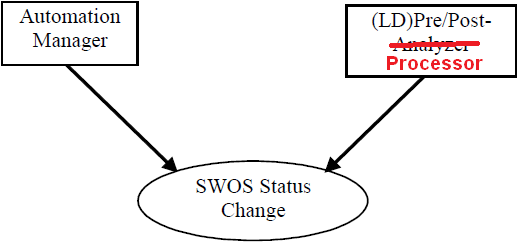 Automation
Manager
(LD)Pre/Post-
Analyzer
Processor
SWOS Status
Change